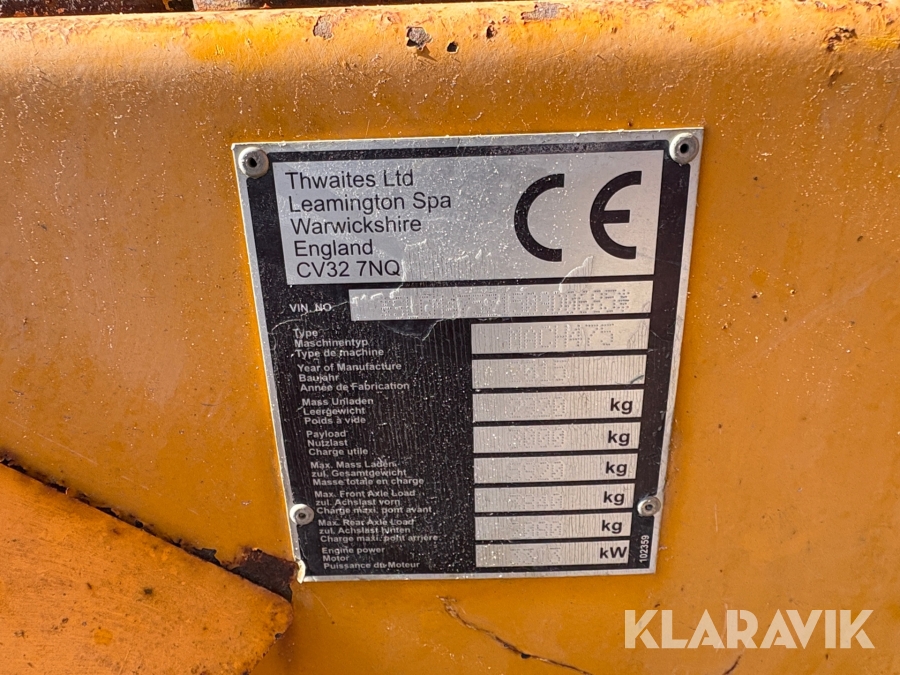 Thwaites Ltd
Leamington Spa
Warwickshire
England
CV32 7NQ
CE
VIN. NO.
Type
Maschinentyp
Type de machine
Year of Manufacture
Baujahr
Année de Fabrication
Mass Unladen
Leergewicht
Poids à vide
kg
Payload
Nutzlast
Charge utile
3000 kg
Max. Mass Laden
zul. Gesamtgewicht
Masse totale en charge
kg
Max. Front Axle Load
zul. Achslast vorn
Charge maxi. pont avant
kg
Max. Rear Axle Load
zul. Achslast hinten
Charge maxi. pont arrière
kg
Engine power
Motor
Puissance du Moteur
kW
102359
KLARAVIK